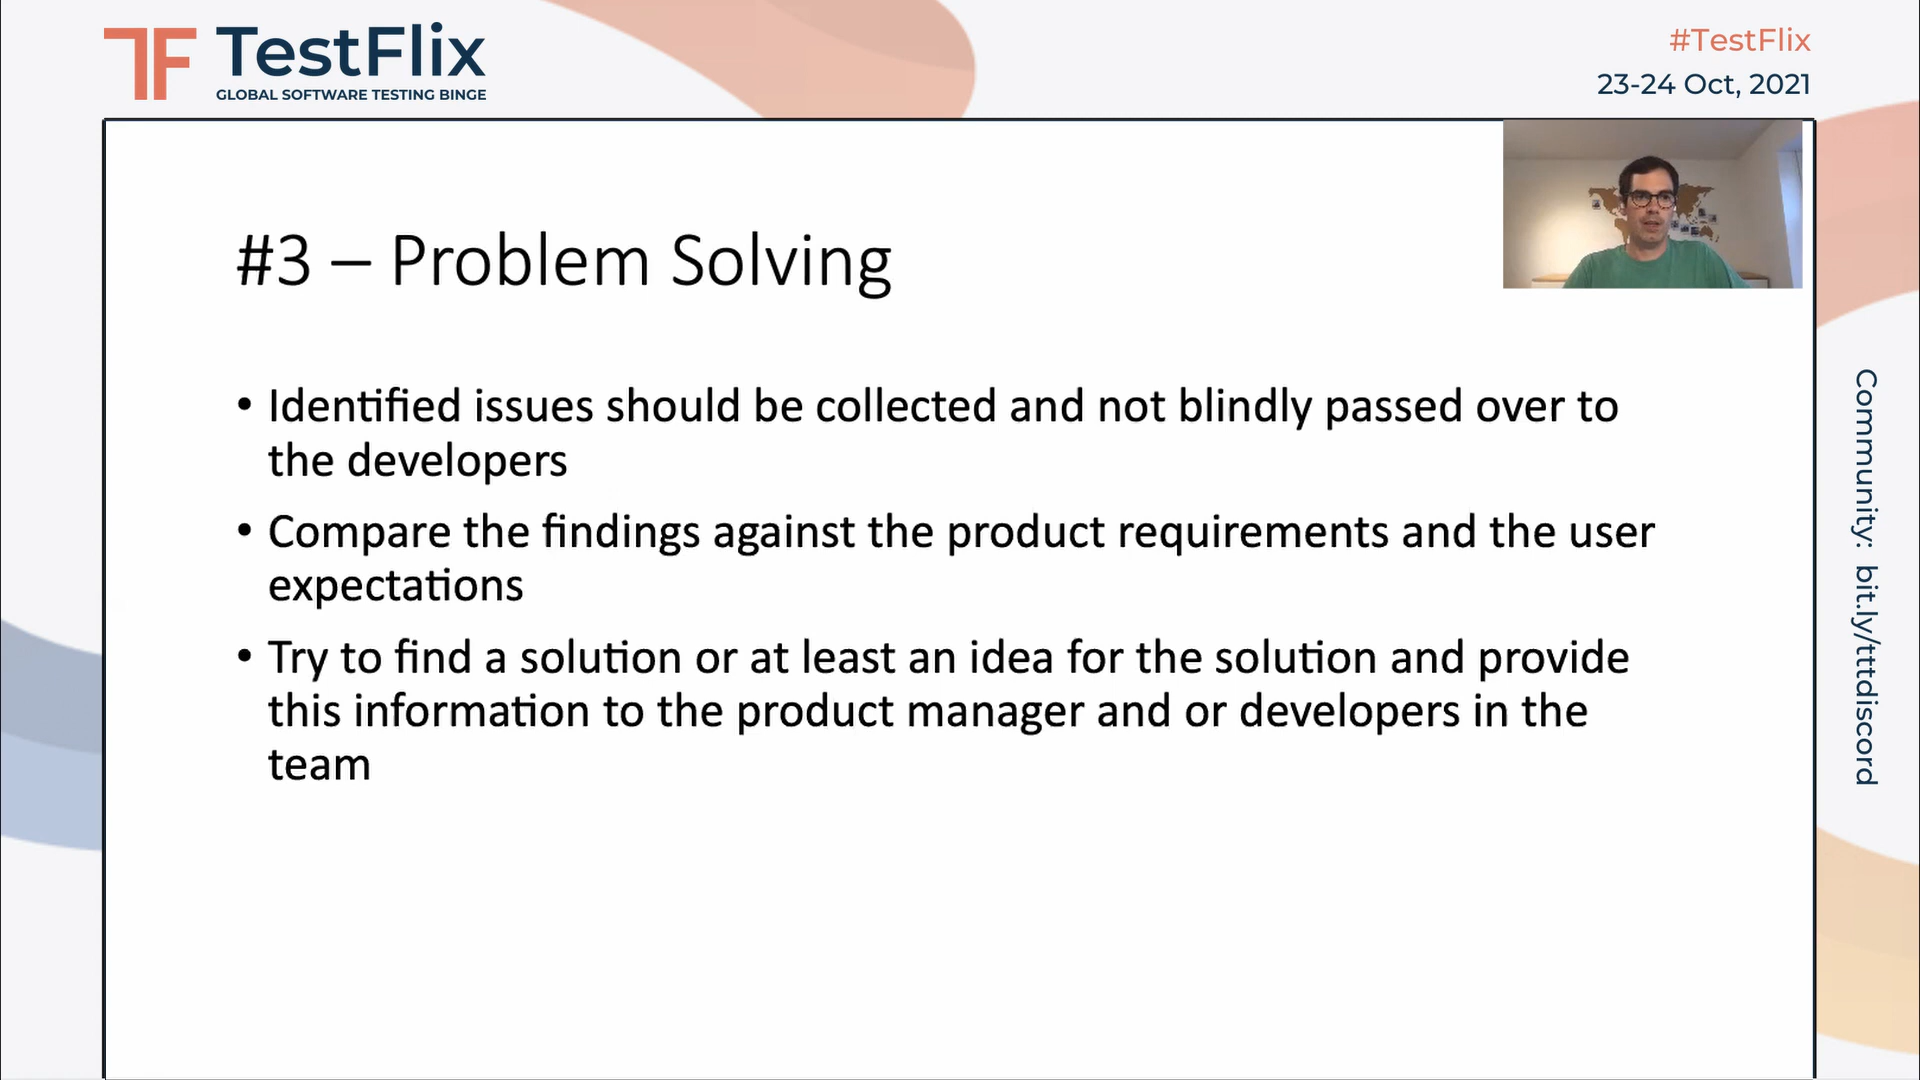 TF TestFlix
GLOBAL SOFTWARE TESTING BINGE
#TestFlix
23-24 Oct, 2021
#3 – Problem Solving
• Identified issues should be collected and not blindly passed over to
the developers
• Compare the findings against the product requirements and the user
expectations
• Try to find a solution or at least an idea for the solution and provide
this information to the product manager and or developers in the
team
Community: bit.ly/tttdiscord